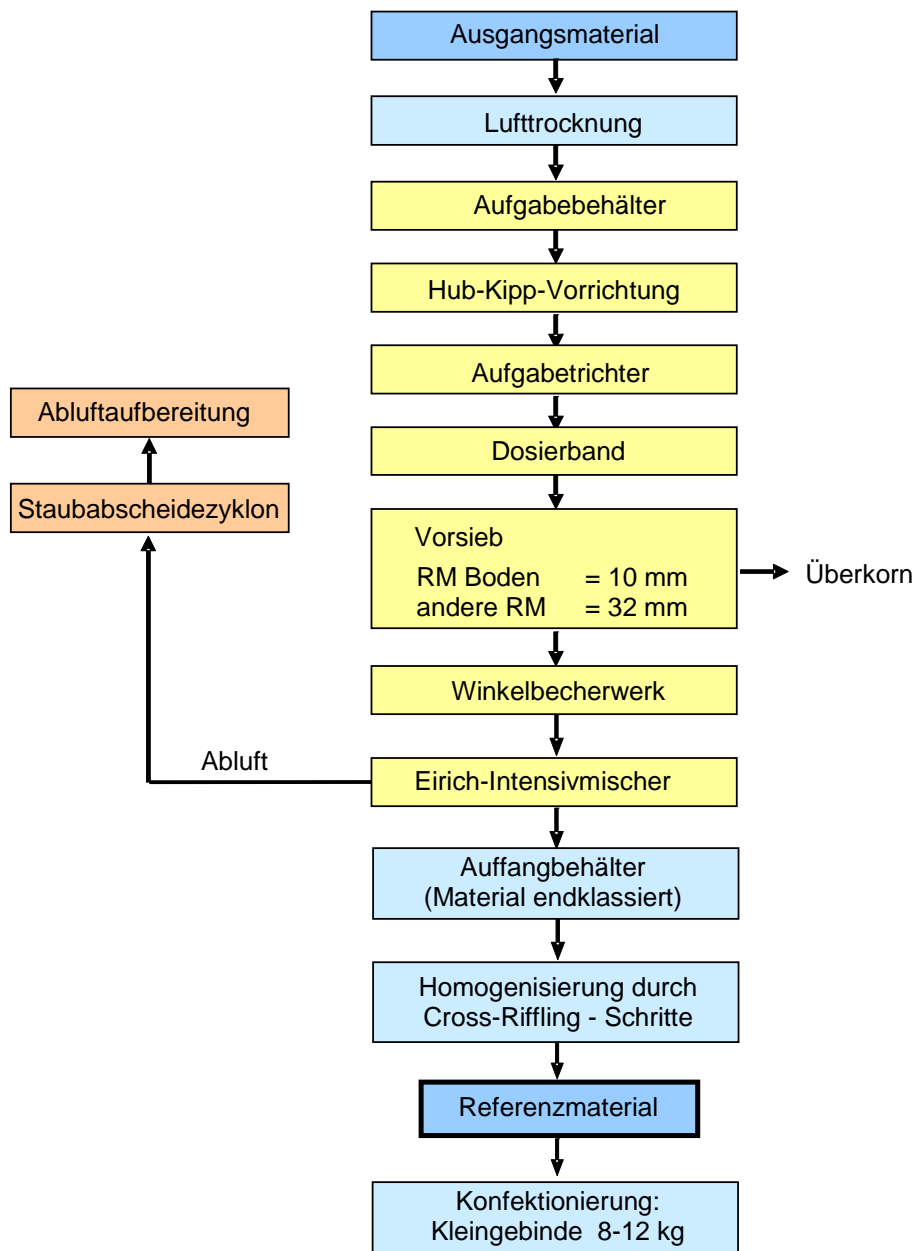 Ausgangsmaterial
Lufttrocknung
Aufgabebehälter
Hub-Kipp-Vorrichtung
Aufgabetrichter
Abluftaufbereitung
Dosierband
Staubabscheidezyklon
Vorsieb
RM Boden = 10 mm
andere RM = 32 mm
Überkorn
Winkelbecherwerk
Abluft
Eirich-Intensivmischer
Auffangbehälter
(Material endklassiert)
Homogenisierung durch
Cross-Riffling - Schritte
Referenzmaterial
Konfektionierung:
Kleingebinde 8-12 kg